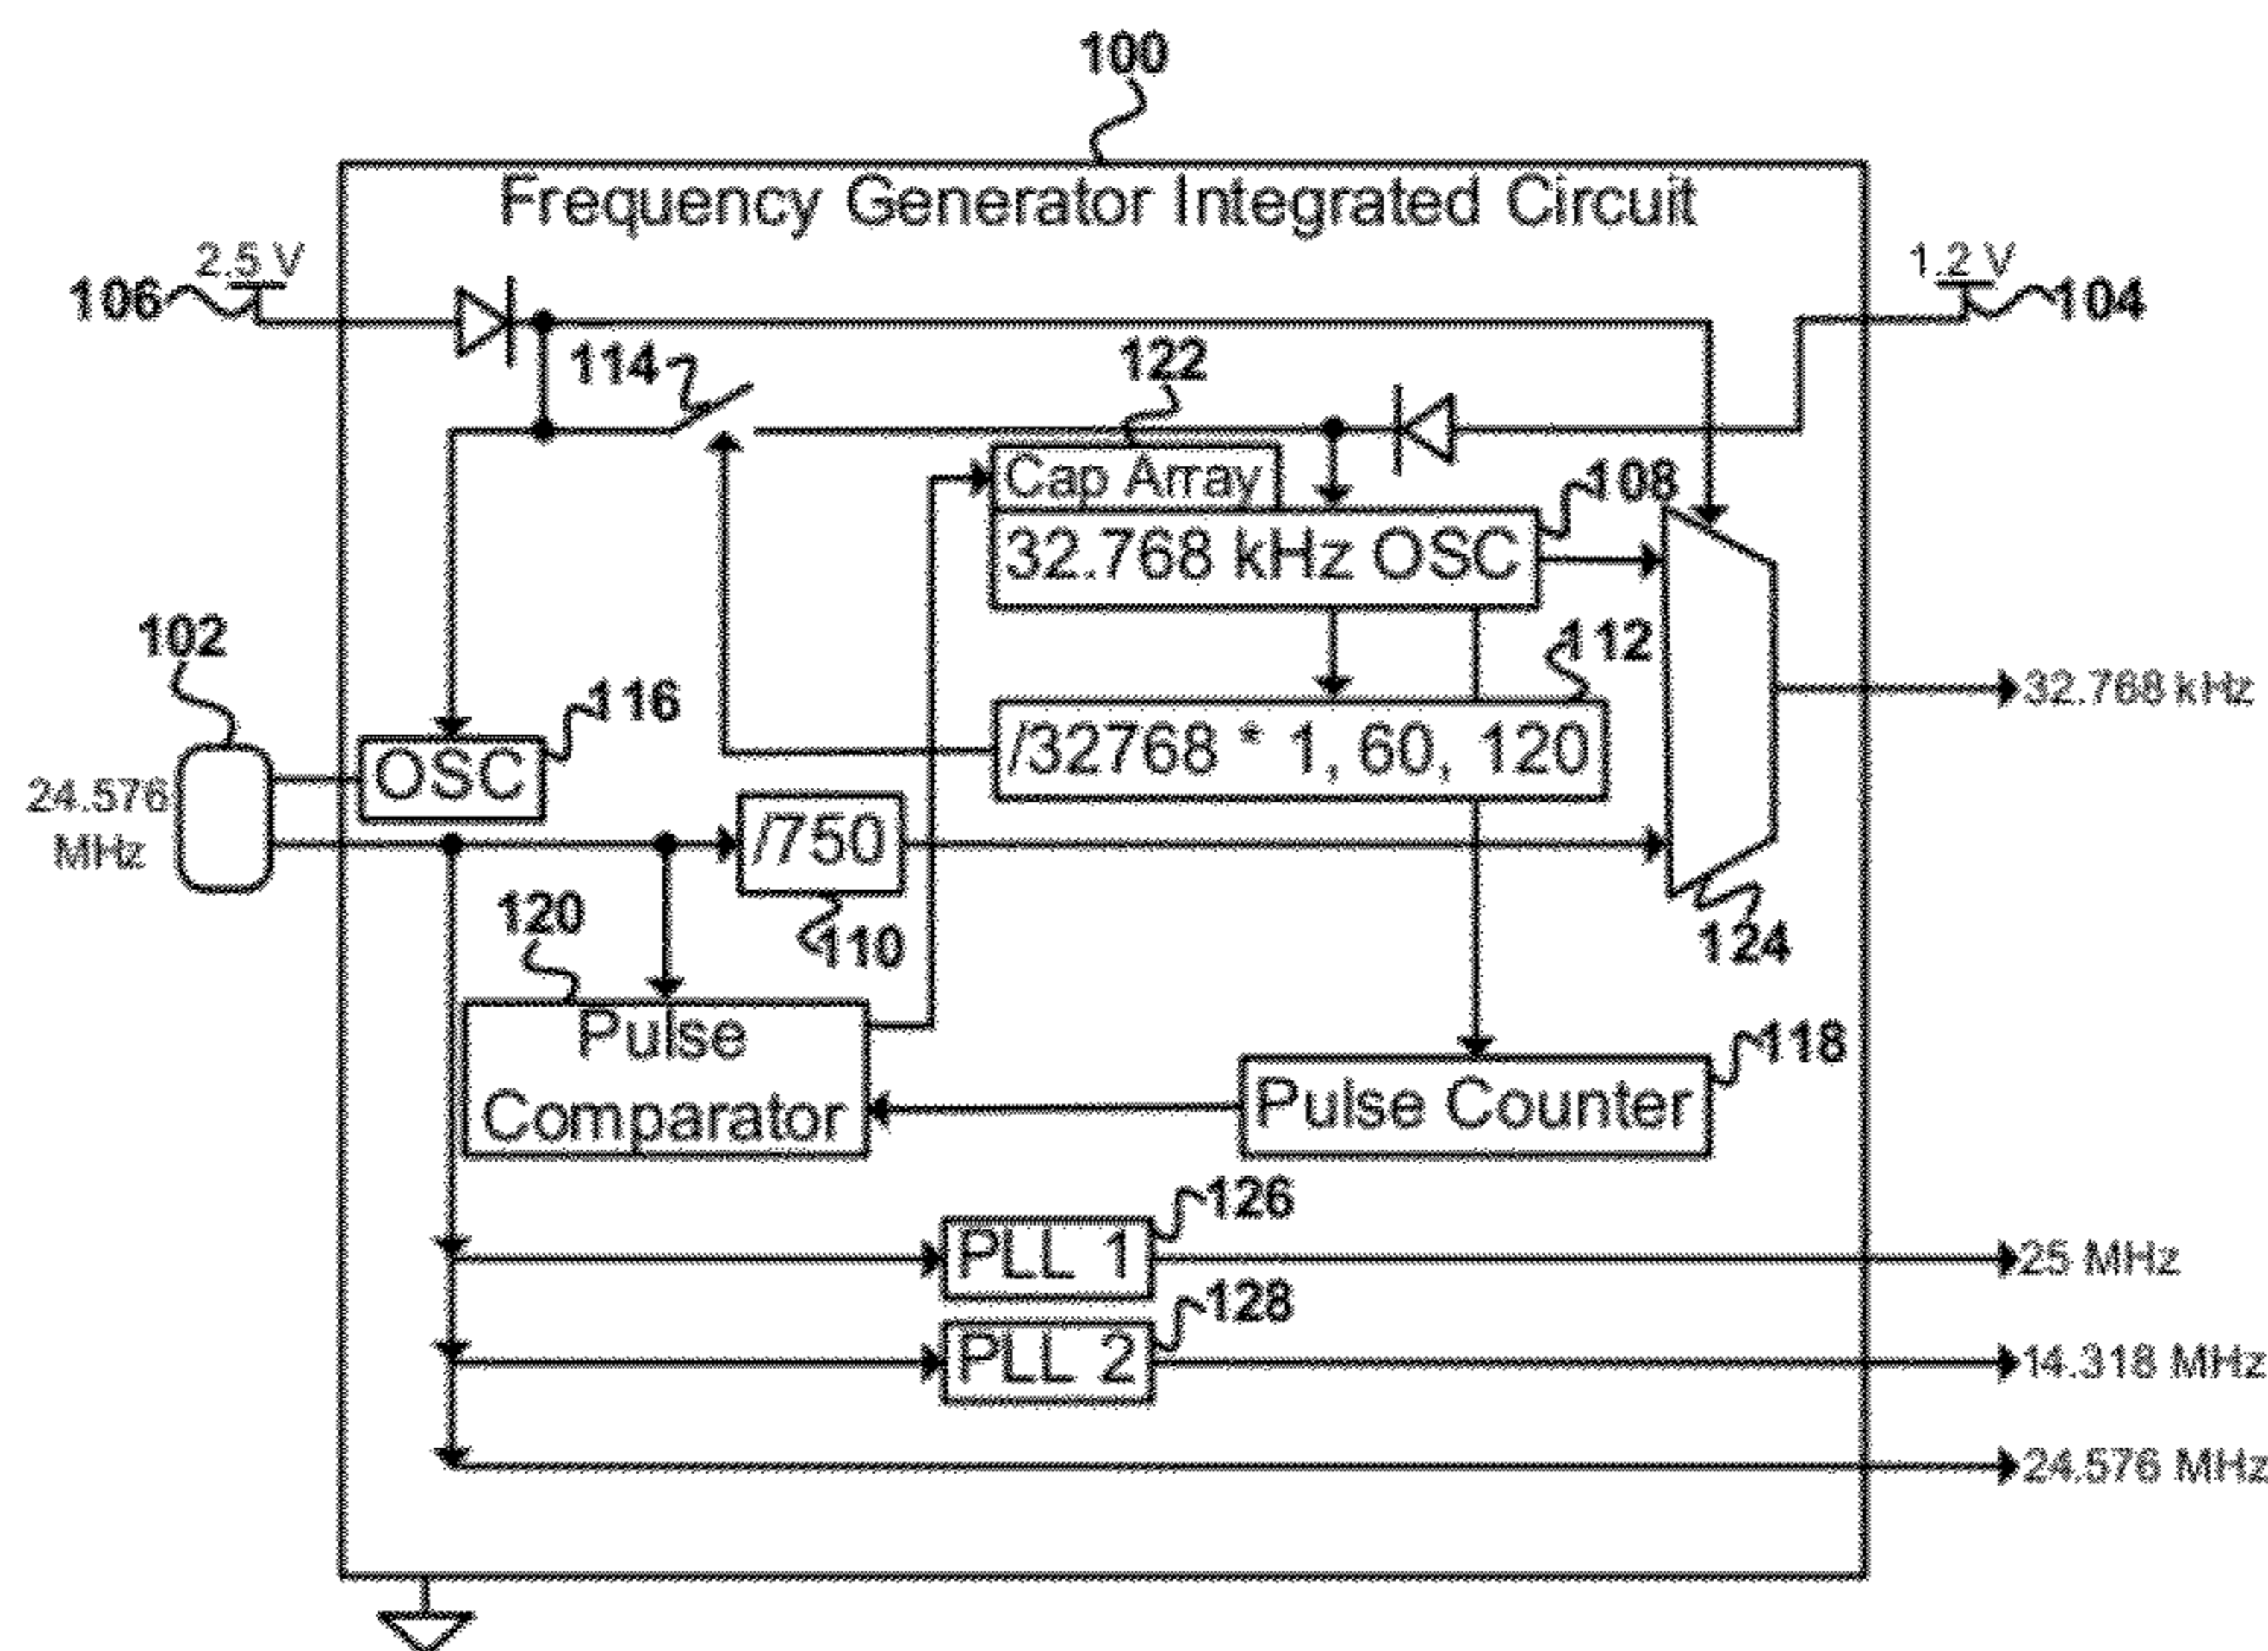 100
Frequency Generator Integrated Circuit
2.5 V
1.2 V
106
104
114
122
Cap Array
108
32.768 kHz OSC
102
112
116
32.768 kHz
/32768 * 1, 60, 120
OSC
24.576
MHz
/750
120
110
124
Pulse
Comparator
118
Pulse Counter
126
PLL 1
25 MHz
128
PLL 2
14.318 MHz
24.576 MHz